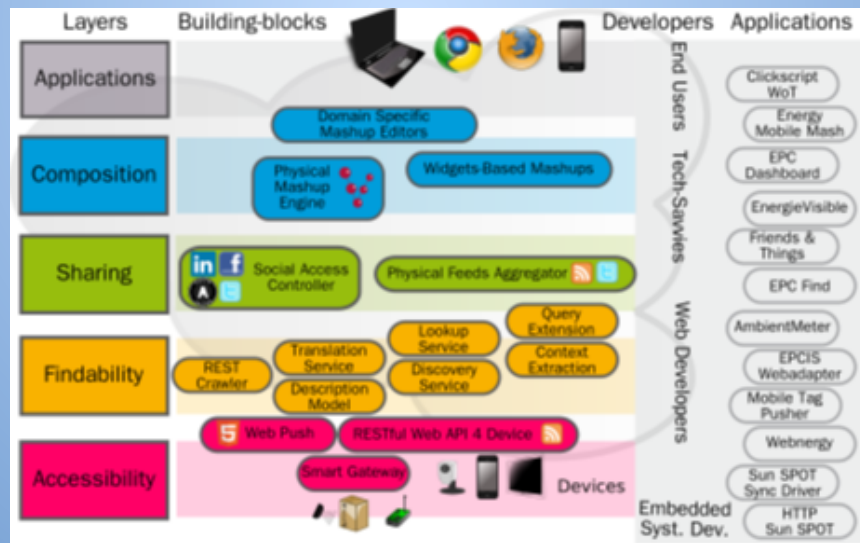 Layers
Building-blocks
Developers
Applications
Applications
Domain Specific
Mashup Editors
Composition
Physical
Mashup
Engine
Widgets-Based Mashups
Sharing
in f
Social Access
Controller
Physical Feeds Aggregator
Findability
REST
Crawler
Translation
Service
Description
Model
Lookup
Service
Discovery
Service
Query
Extension
Context
Extraction
Accessibility
5 Web Push
RESTful Web API 4 Device
Smart Gateway
Devices
End Users
Tech-Savvies
Web Developers
Embedded
Syst. Dev.
Clickscript
WoT
Energy
Mobile Mash
EPC
Dashboard
EnergieVisible
Friends &
Things
EPC Find
AmbientMeter
EPCIS
Webadapter
Mobile Tag
Pusher
Webnergy
Sun SPOT
Sync Driver
HTTP
Sun SPOT